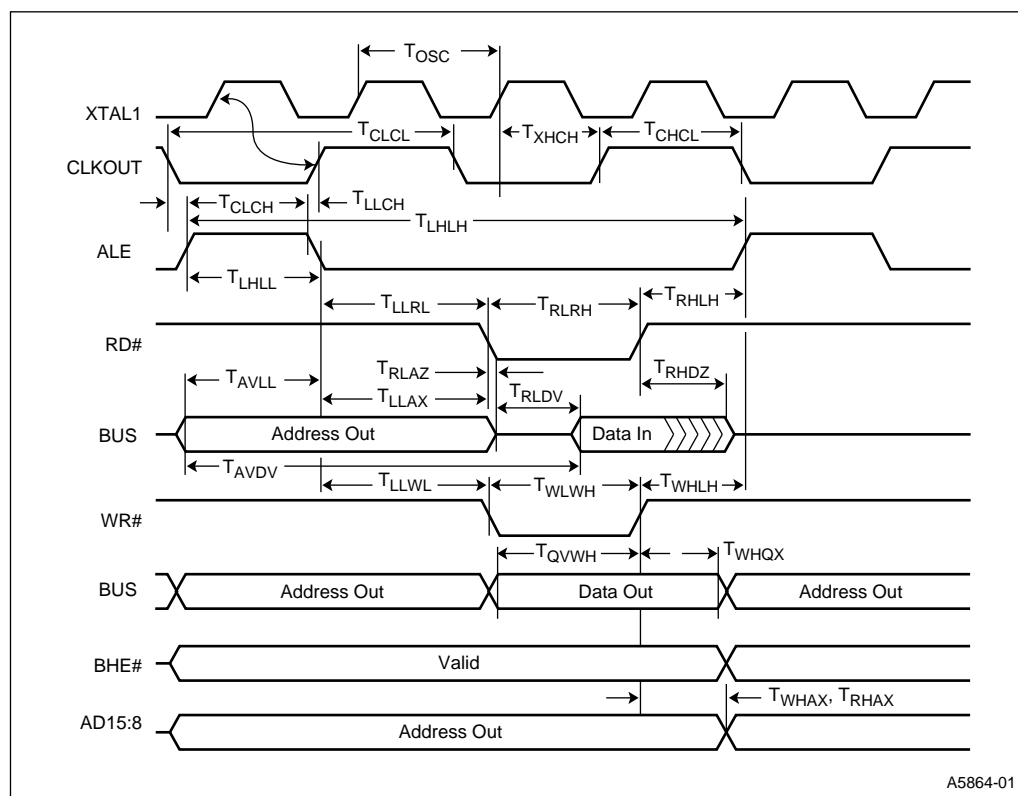 T_OSC
XTAL1
T_CLCL T_XHCH T_CHCL
CLKOUT
T_CLCH T_LLCH
T_LHLH
ALE
T_LHLL
T_LLRL T_RLRH T_RHLH
RD#
T_RLAZ
T_AVLL T_RHDZ
T_LLAX T_RLDV
BUS Address Out Data In
T_AVDV
T_LLWL T_WLWH T_WHLH
WR#
T_QVWH T_WHQX
BUS Address Out Data Out Address Out
BHE# Valid
T_WHAX, T_RHAX
AD15:8 Address Out
A5864-01